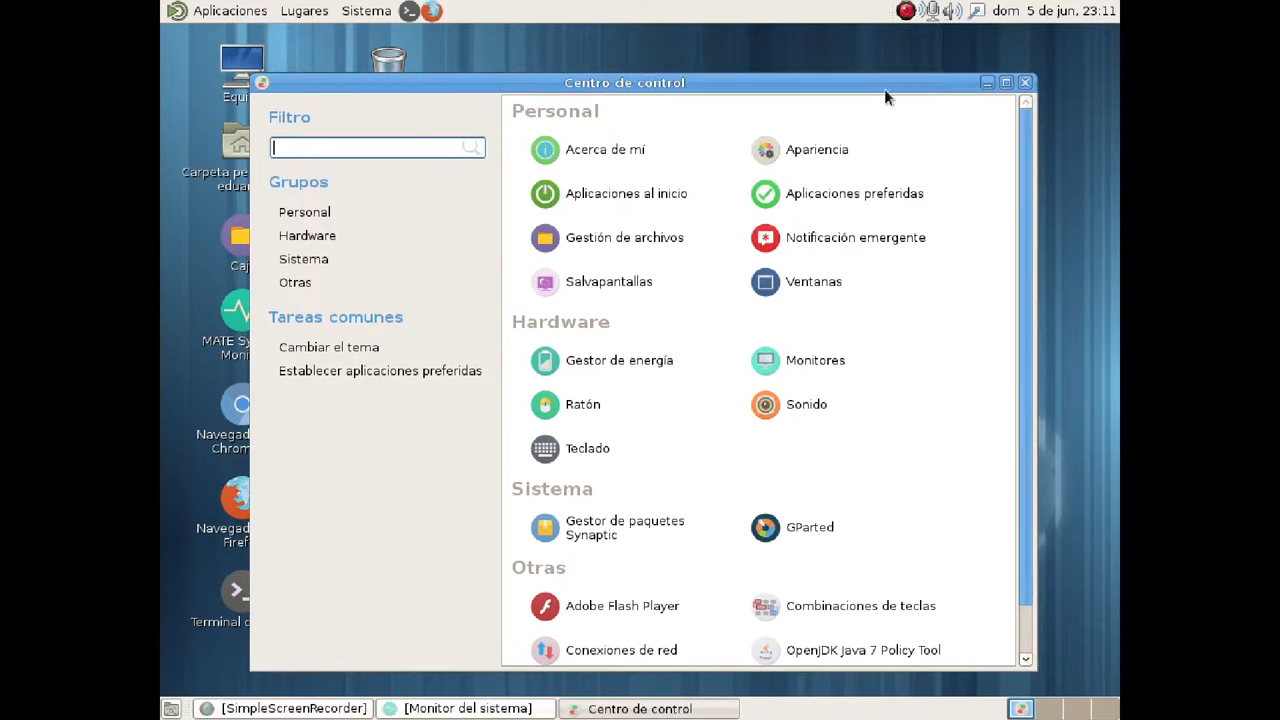 Aplicaciones Lugares Sistema dom 5 de jun, 23:11
Centro de control
Filtro
Grupos
Personal
Hardware
Sistema
Otras
Tareas comunes
Cambiar el tema
Establecer aplicaciones preferidas
Personal
Acerca de mí Apariencia
Aplicaciones al inicio Aplicaciones preferidas
Gestión de archivos Notificación emergente
Salvapantallas Ventanas
Hardware
Gestor de energía Monitores
Ratón Sonido
Teclado
Sistema
Gestor de paquetes
Synaptic
GParted
Otras
Adobe Flash Player Combinaciones de teclas
Conexiones de red OpenJDK Java 7 Policy Tool
Equi
Carpeta pe
eduar
Caj
MATE Sy
Monit
Navegad
Chrom
Navegad
Firef
Terminal d
[SimpleScreenRecorder] [Monitor del sistema] Centro de control